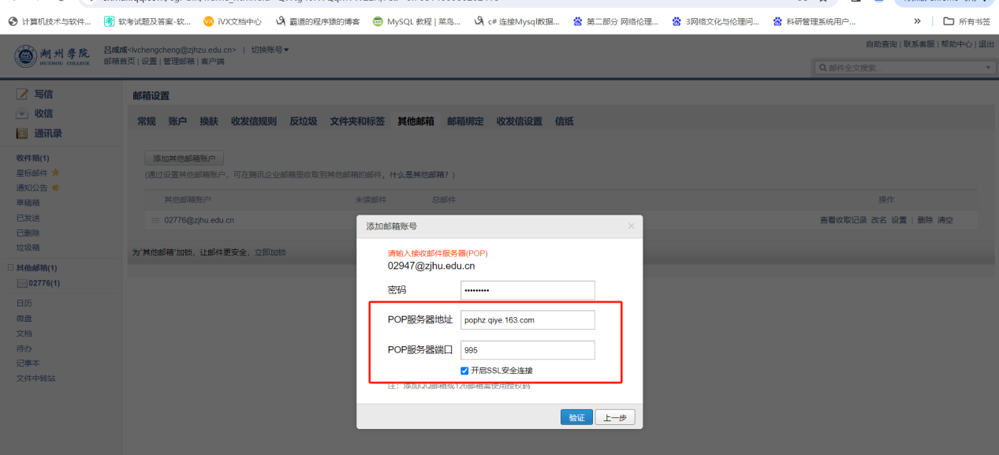 计算机技术与软件... 软考试题及答案-软... iVX文档中心 霸道的程序猿的博客 MySQL 教程 | 菜鸟... c# 连接Mysql数据... 第二部分 网络伦理... 3网络文化与伦理问... 科研管理系统用户... » 所有书签
湖州学院
HUZHOU COLLEGE
吕成成<lvchengcheng@zjhzu.edu.cn> | 切换账号▾
邮箱首页 | 设置 | 管理邮箱 | 客户端
自助查询 | 联系客服 | 帮助中心 | 退出
邮件全文搜索...
写信
收信
通讯录
收件箱(1)
星标邮件
通知公告
草稿箱
已发送
已删除
垃圾箱
其他邮箱(1)
02776(1)
日历
微盘
文档
待办
记事本
文件中转站
邮箱设置
常规 账户 换肤 收发信规则 反垃圾 文件夹和标签 其他邮箱 邮箱绑定 收发信设置 信纸
添加其他邮箱账户
(通过设置其他邮箱账户，可在腾讯企业邮箱里收取到其他邮箱的邮件。什么是其他邮箱？)
其他邮箱账户 未读邮件 总邮件 操作
02776@zjhu.edu.cn 查看收取记录 改名 设置 | 删除 清空
为"其他邮箱"加锁，让邮件更安全，立即加锁
添加邮箱账号 ×
请输入接收邮件服务器(POP)
02947@zjhu.edu.cn
密码 •••••••••
POP服务器地址 pophz.qiye.163.com
POP服务器端口 995
开启SSL安全连接
注：添加QQ邮箱或126邮箱需使用授权码
验证 上一步